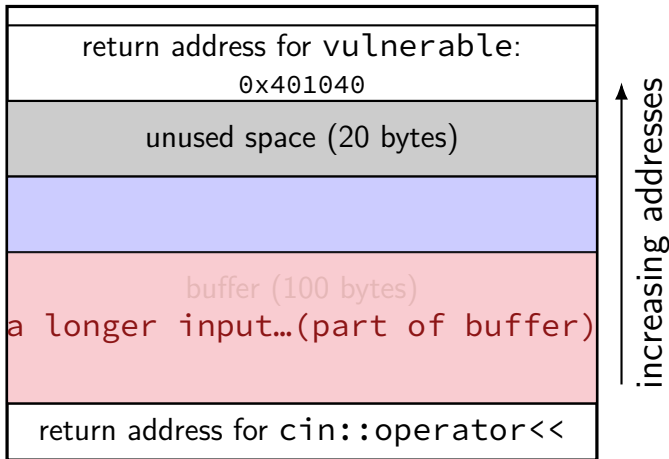 return address for vulnerable:
0x401040
unused space (20 bytes)
buffer (100 bytes)
a longer input…(part of buffer)
return address for cin::operator<<
increasing addresses